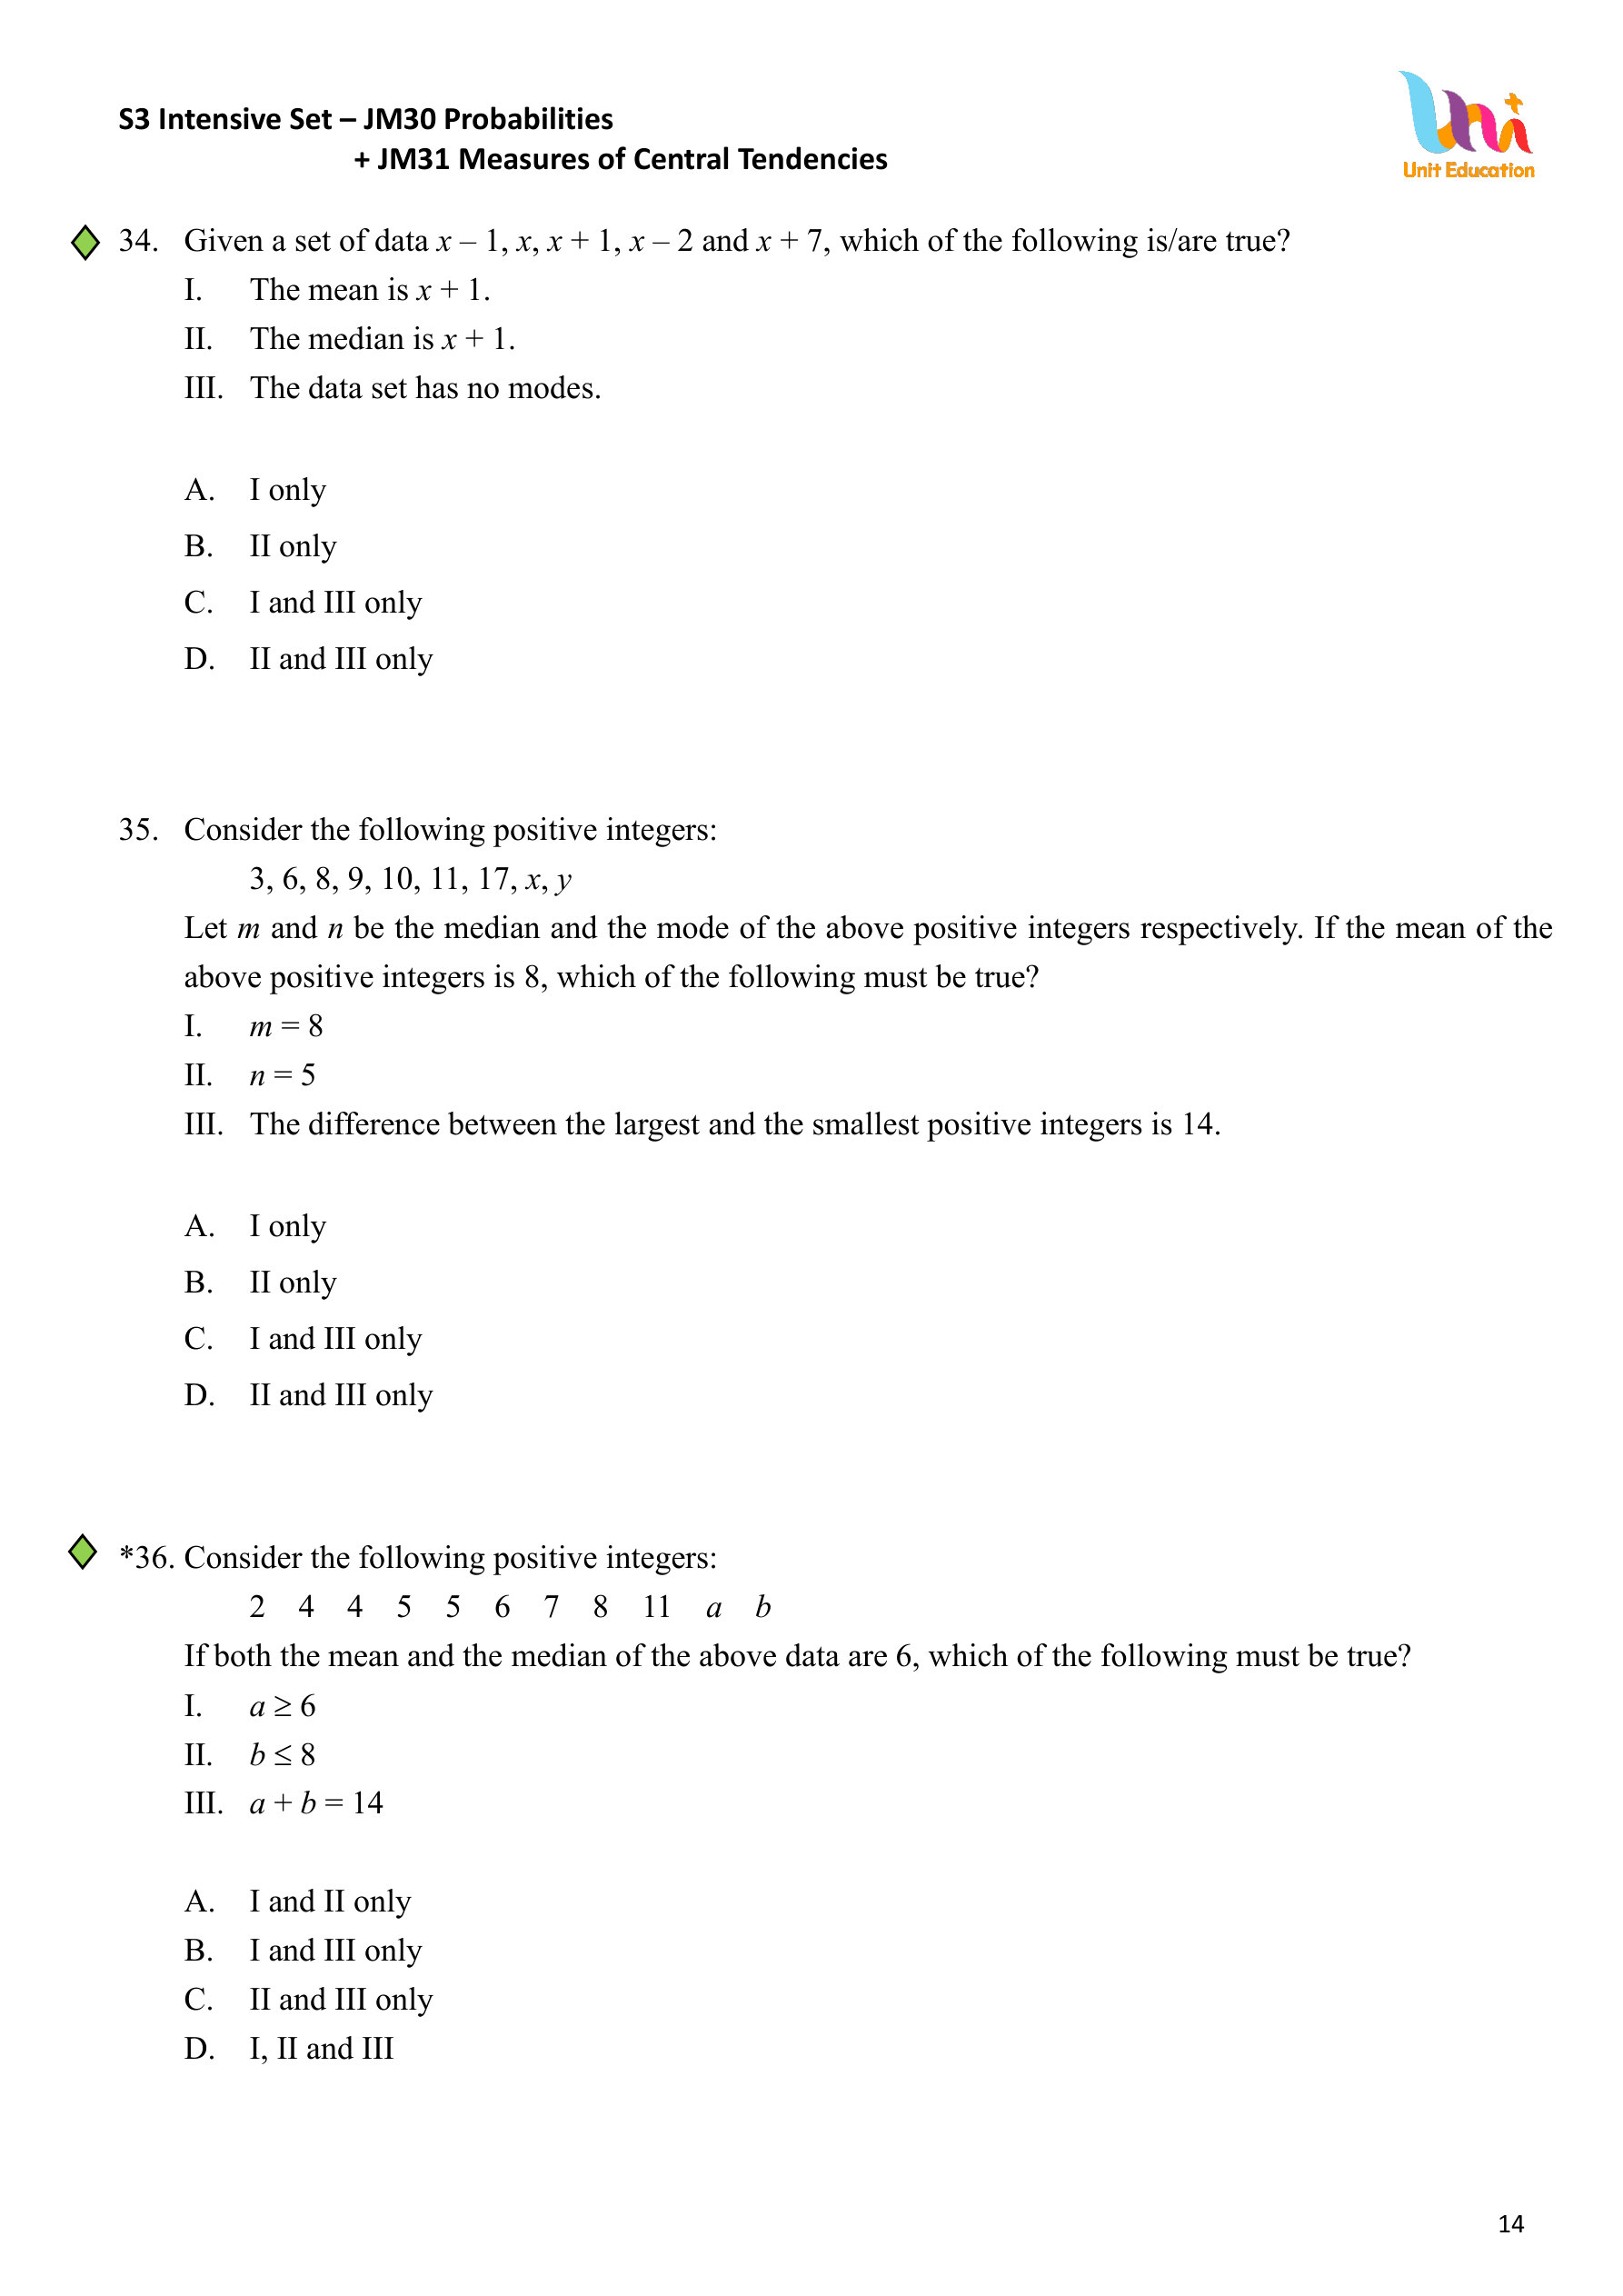 S3 Intensive Set – JM30 Probabilities
+ JM31 Measures of Central Tendencies
Unit Education
34. Given a set of data x – 1, x, x + 1, x – 2 and x + 7, which of the following is/are true?
I. The mean is x + 1.
II. The median is x + 1.
III. The data set has no modes.
A. I only
B. II only
C. I and III only
D. II and III only
35. Consider the following positive integers:
3, 6, 8, 9, 10, 11, 17, x, y
Let m and n be the median and the mode of the above positive integers respectively. If the mean of the
above positive integers is 8, which of the following must be true?
I. m = 8
II. n = 5
III. The difference between the largest and the smallest positive integers is 14.
A. I only
B. II only
C. I and III only
D. II and III only
*36. Consider the following positive integers:
2 4 4 5 5 6 7 8 11 a b
If both the mean and the median of the above data are 6, which of the following must be true?
I. a ≥ 6
II. b ≤ 8
III. a + b = 14
A. I and II only
B. I and III only
C. II and III only
D. I, II and III
14